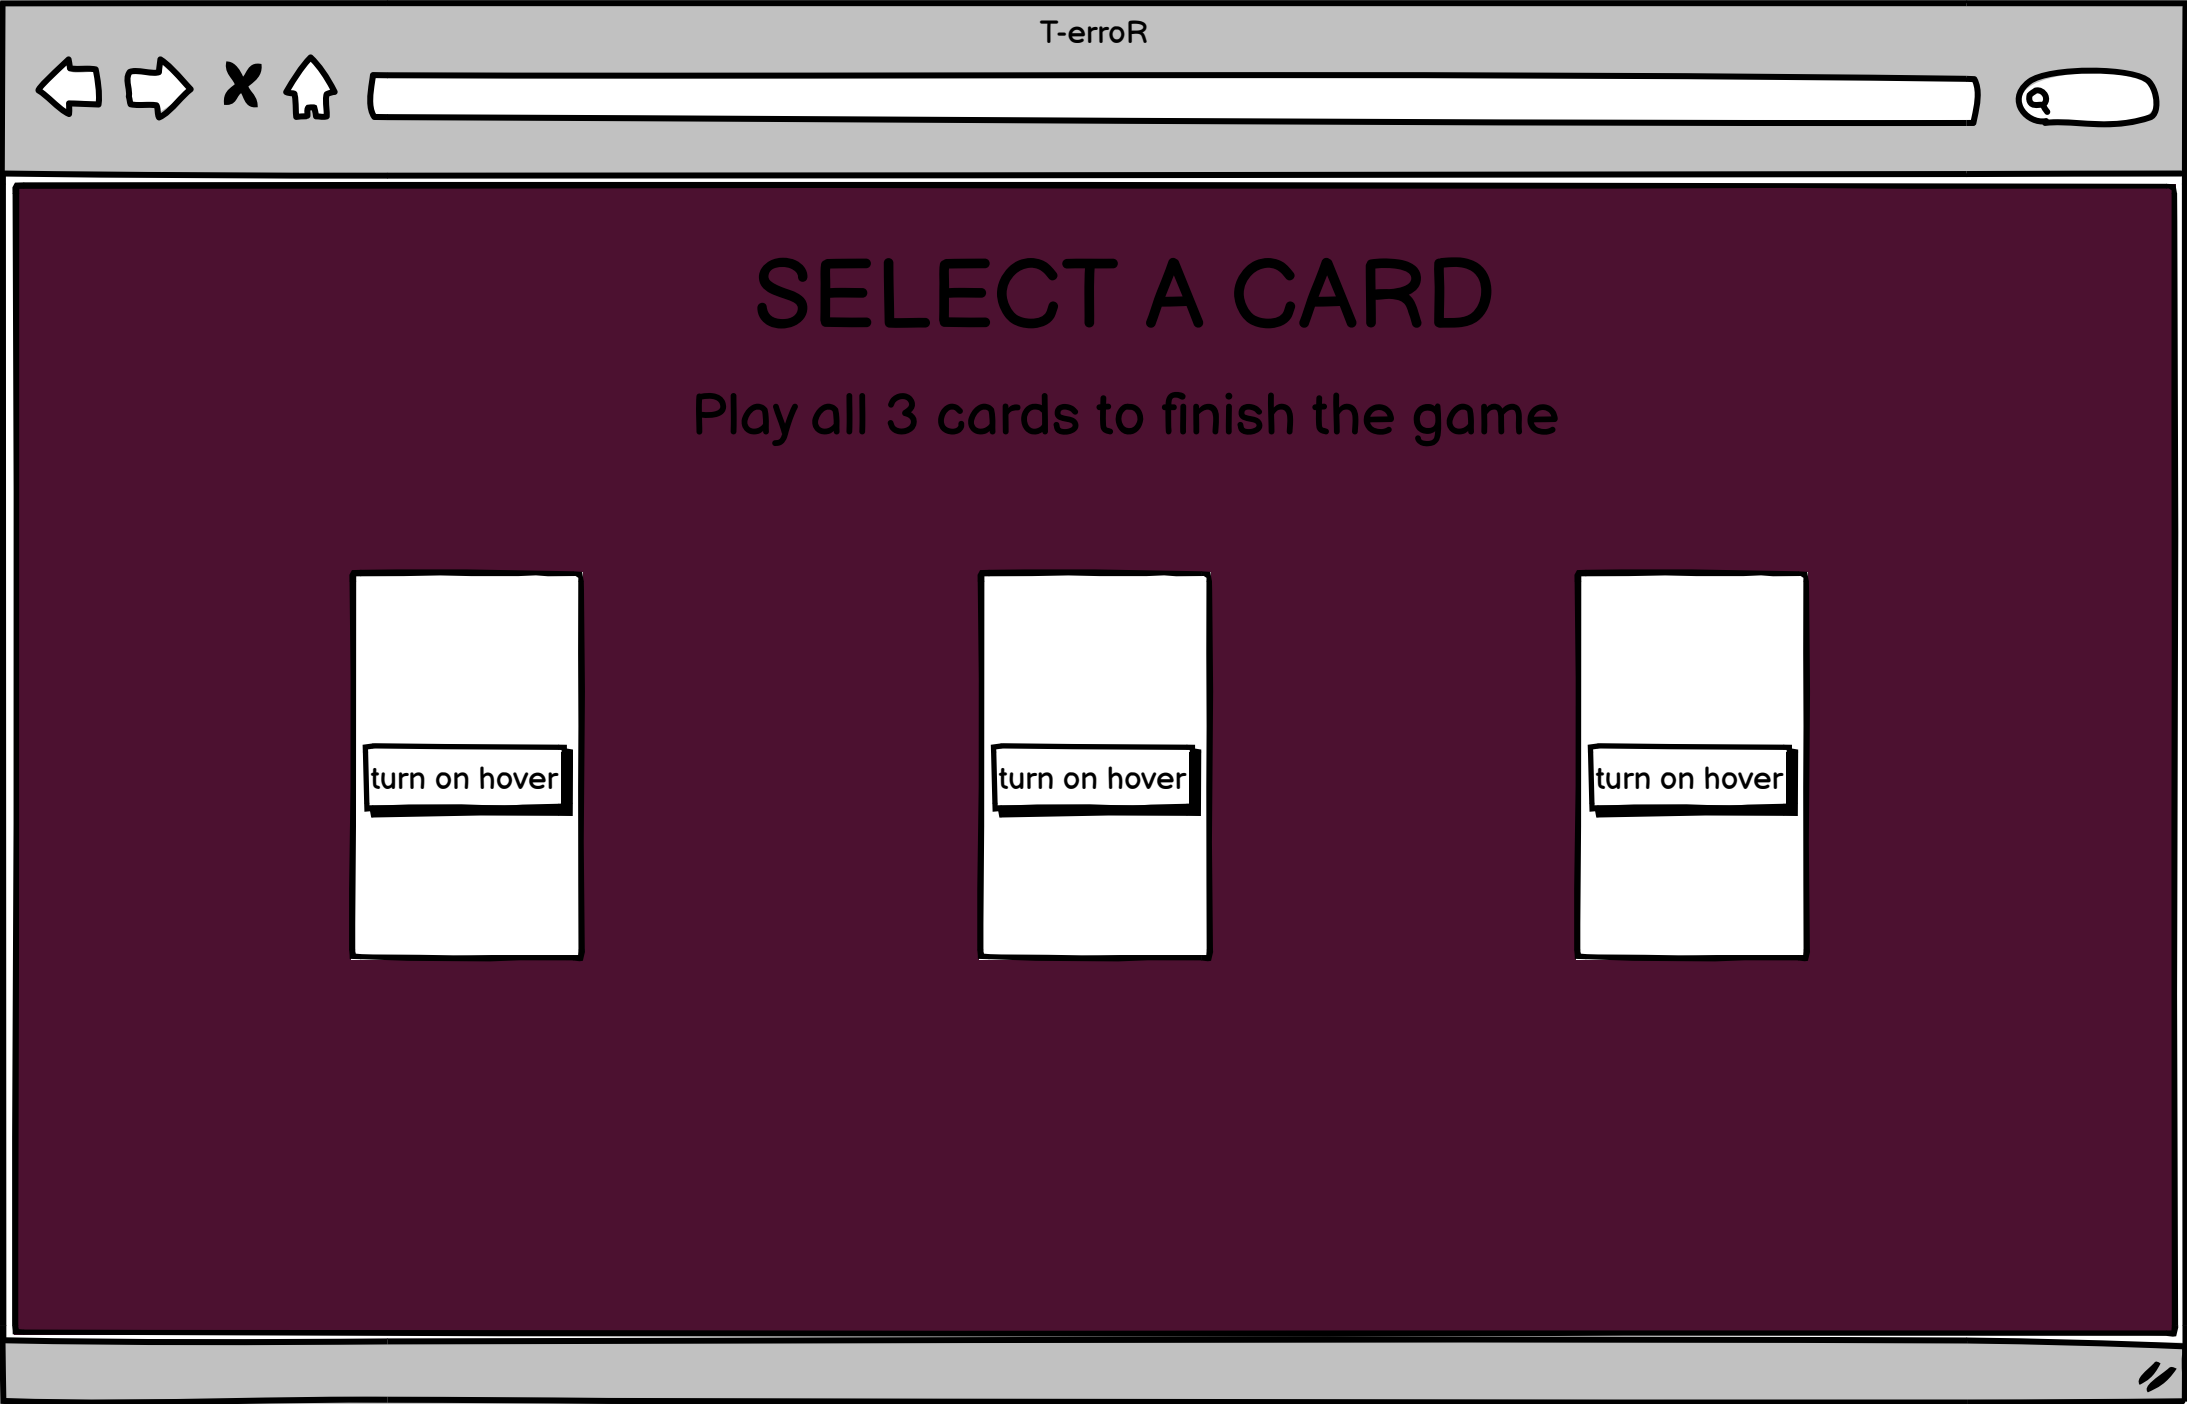 T-erroR
SELECT A CARD
Play all 3 cards to finish the game
turn on hover
turn on hover
turn on hover